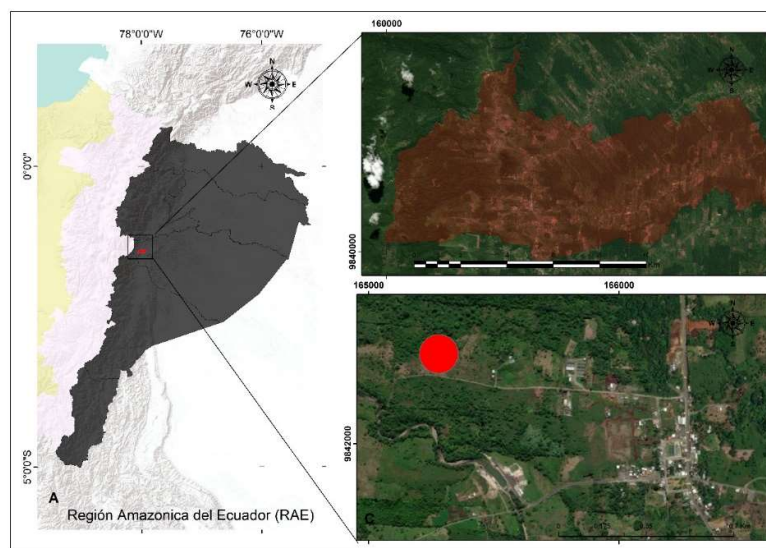 78°0'0"W
76°0'0"W
0°0'0"
5°0'0"S
N
W
E
S
A
Región Amazonica del Ecuador (RAE)
160000
9840000
N
W
E
S
165000
166000
9842000
N
W
E
S
C